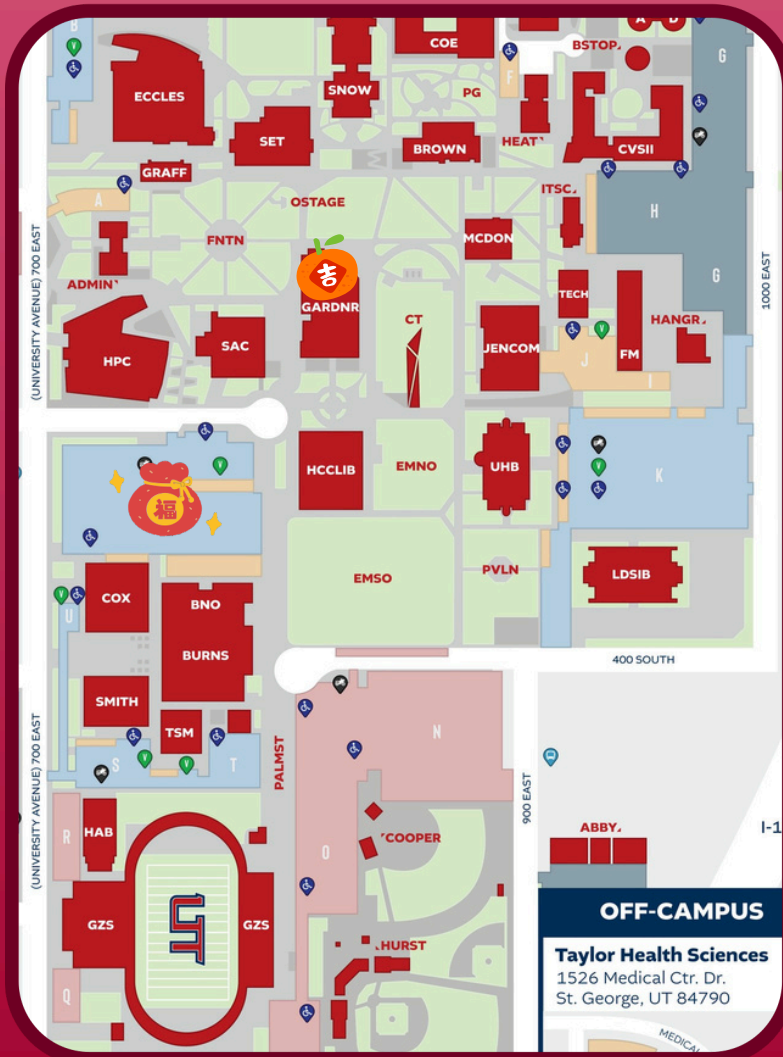 B
V
COE
BSTOP
A
D
G
ECCLES
SNOW
F
PG
SET
BROWN
HEAT
CVSII
GRAFF
A
OSTAGE
ITSC
H
FNTN
MCDON
G
(UNIVERSITY AVENUE) 700 EAST
1000 EAST
ADMIN
吉
GARDNR
TECH
HANGR
CT
HPC
SAC
JENCOM
V
J
FM
I
HCCLIB
EMNO
UHB
V
V
K
福
EMSO
PVLN
LDSIB
COX
BNO
V
U
BURNS
400 SOUTH
SMITH
TSM
V
V
S
T
N
PALMST
(UNIVERSITY AVENUE) 700 EAST
900 EAST
R
HAB
COOPER
O
ABBY
I-1
GZS
UT
GZS
HURST
Q
OFF-CAMPUS
Taylor Health Sciences
1526 Medical Ctr. Dr.
St. George, UT 84790
MEDICAL